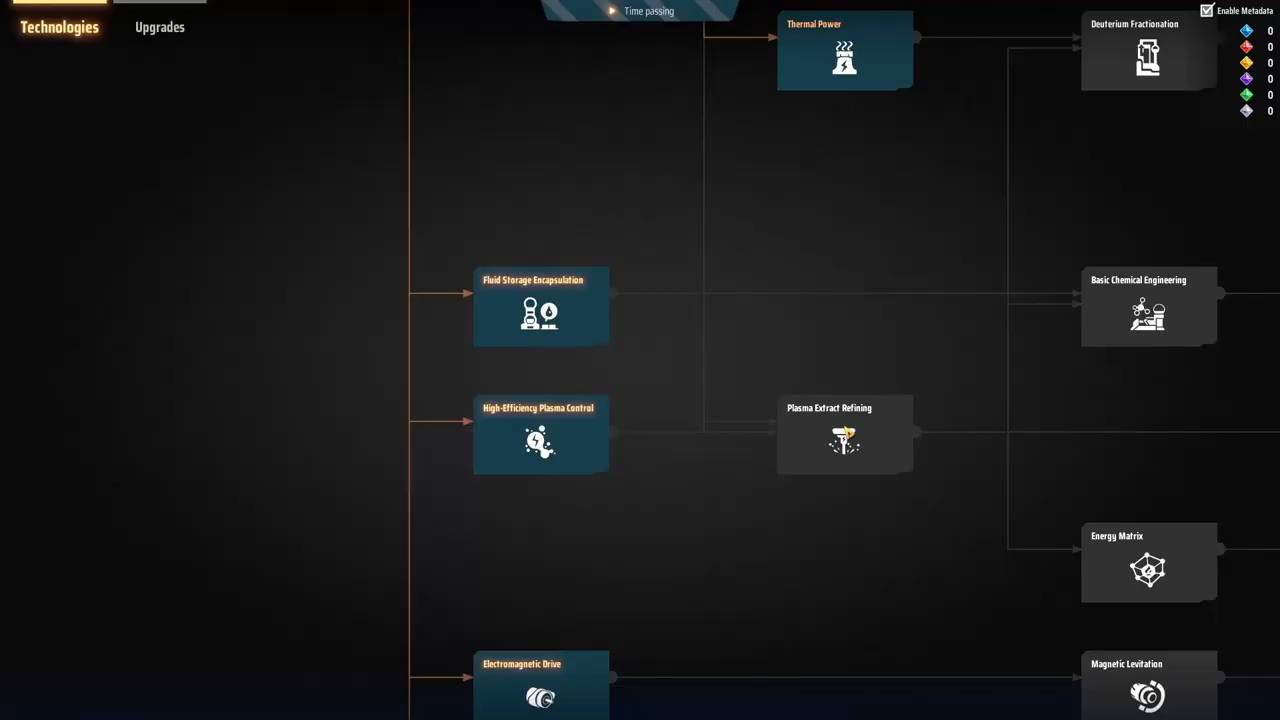 Technologies
Upgrades
Time passing
Enable Metadata
0
0
0
0
0
0
Thermal Power
Deuterium Fractionation
Fluid Storage Encapsulation
Basic Chemical Engineering
High-Efficiency Plasma Control
Plasma Extract Refining
Energy Matrix
Electromagnetic Drive
Magnetic Levitation